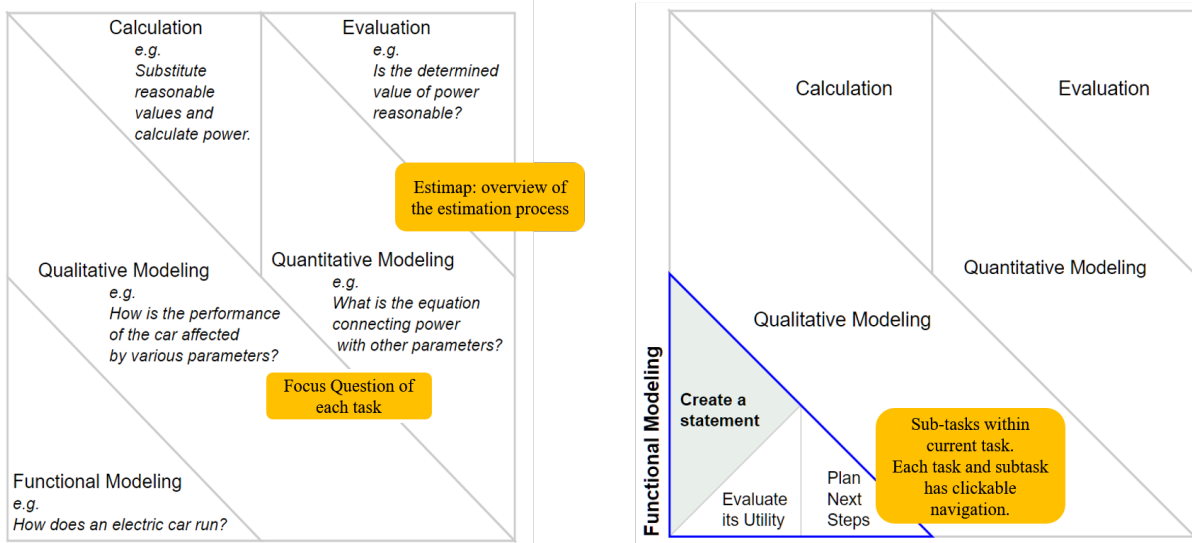 Calculation
e.g.
Substitute
reasonable
values and
calculate power.
Evaluation
e.g.
Is the determined
value of power
reasonable?
Estimap: overview of
the estimation process
Qualitative Modeling
e.g.
How is the performance
of the car affected
by various parameters?
Quantitative Modeling
e.g.
What is the equation
connecting power
with other parameters?
Focus Question of
each task
Functional Modeling
e.g.
How does an electric car run?
Calculation
Evaluation
Quantitative Modeling
Qualitative Modeling
Functional Modeling
Create a
statement
Evaluate
its Utility
Plan
Next
Steps
Sub-tasks within
current task.
Each task and subtask
has clickable
navigation.